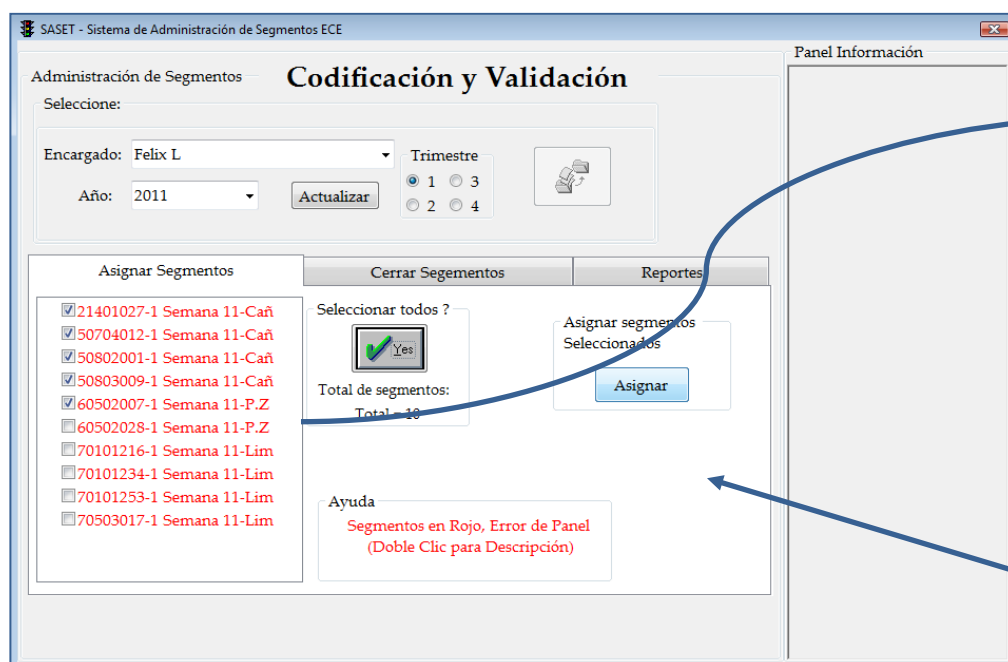 SASET - Sistema de Administración de Segmentos ECE
Panel Información
Administración de Segmentos
Codificación y Validación
Seleccione:
Encargado: Felix L
Trimestre
1 3
2 4
Año: 2011
Actualizar
Asignar Segmentos
Cerrar Segementos
Reportes
21401027-1 Semana 11-Cañ
50704012-1 Semana 11-Cañ
50802001-1 Semana 11-Cañ
50803009-1 Semana 11-Cañ
60502007-1 Semana 11-P.Z
60502028-1 Semana 11-P.Z
70101216-1 Semana 11-Lim
70101234-1 Semana 11-Lim
70101253-1 Semana 11-Lim
70503017-1 Semana 11-Lim
Seleccionar todos ?
Yes
Total de segmentos:
Total = 10
Asignar segmentos
Seleccionados
Asignar
Ayuda
Segmentos en Rojo, Error de Panel
(Doble Clic para Descripción)